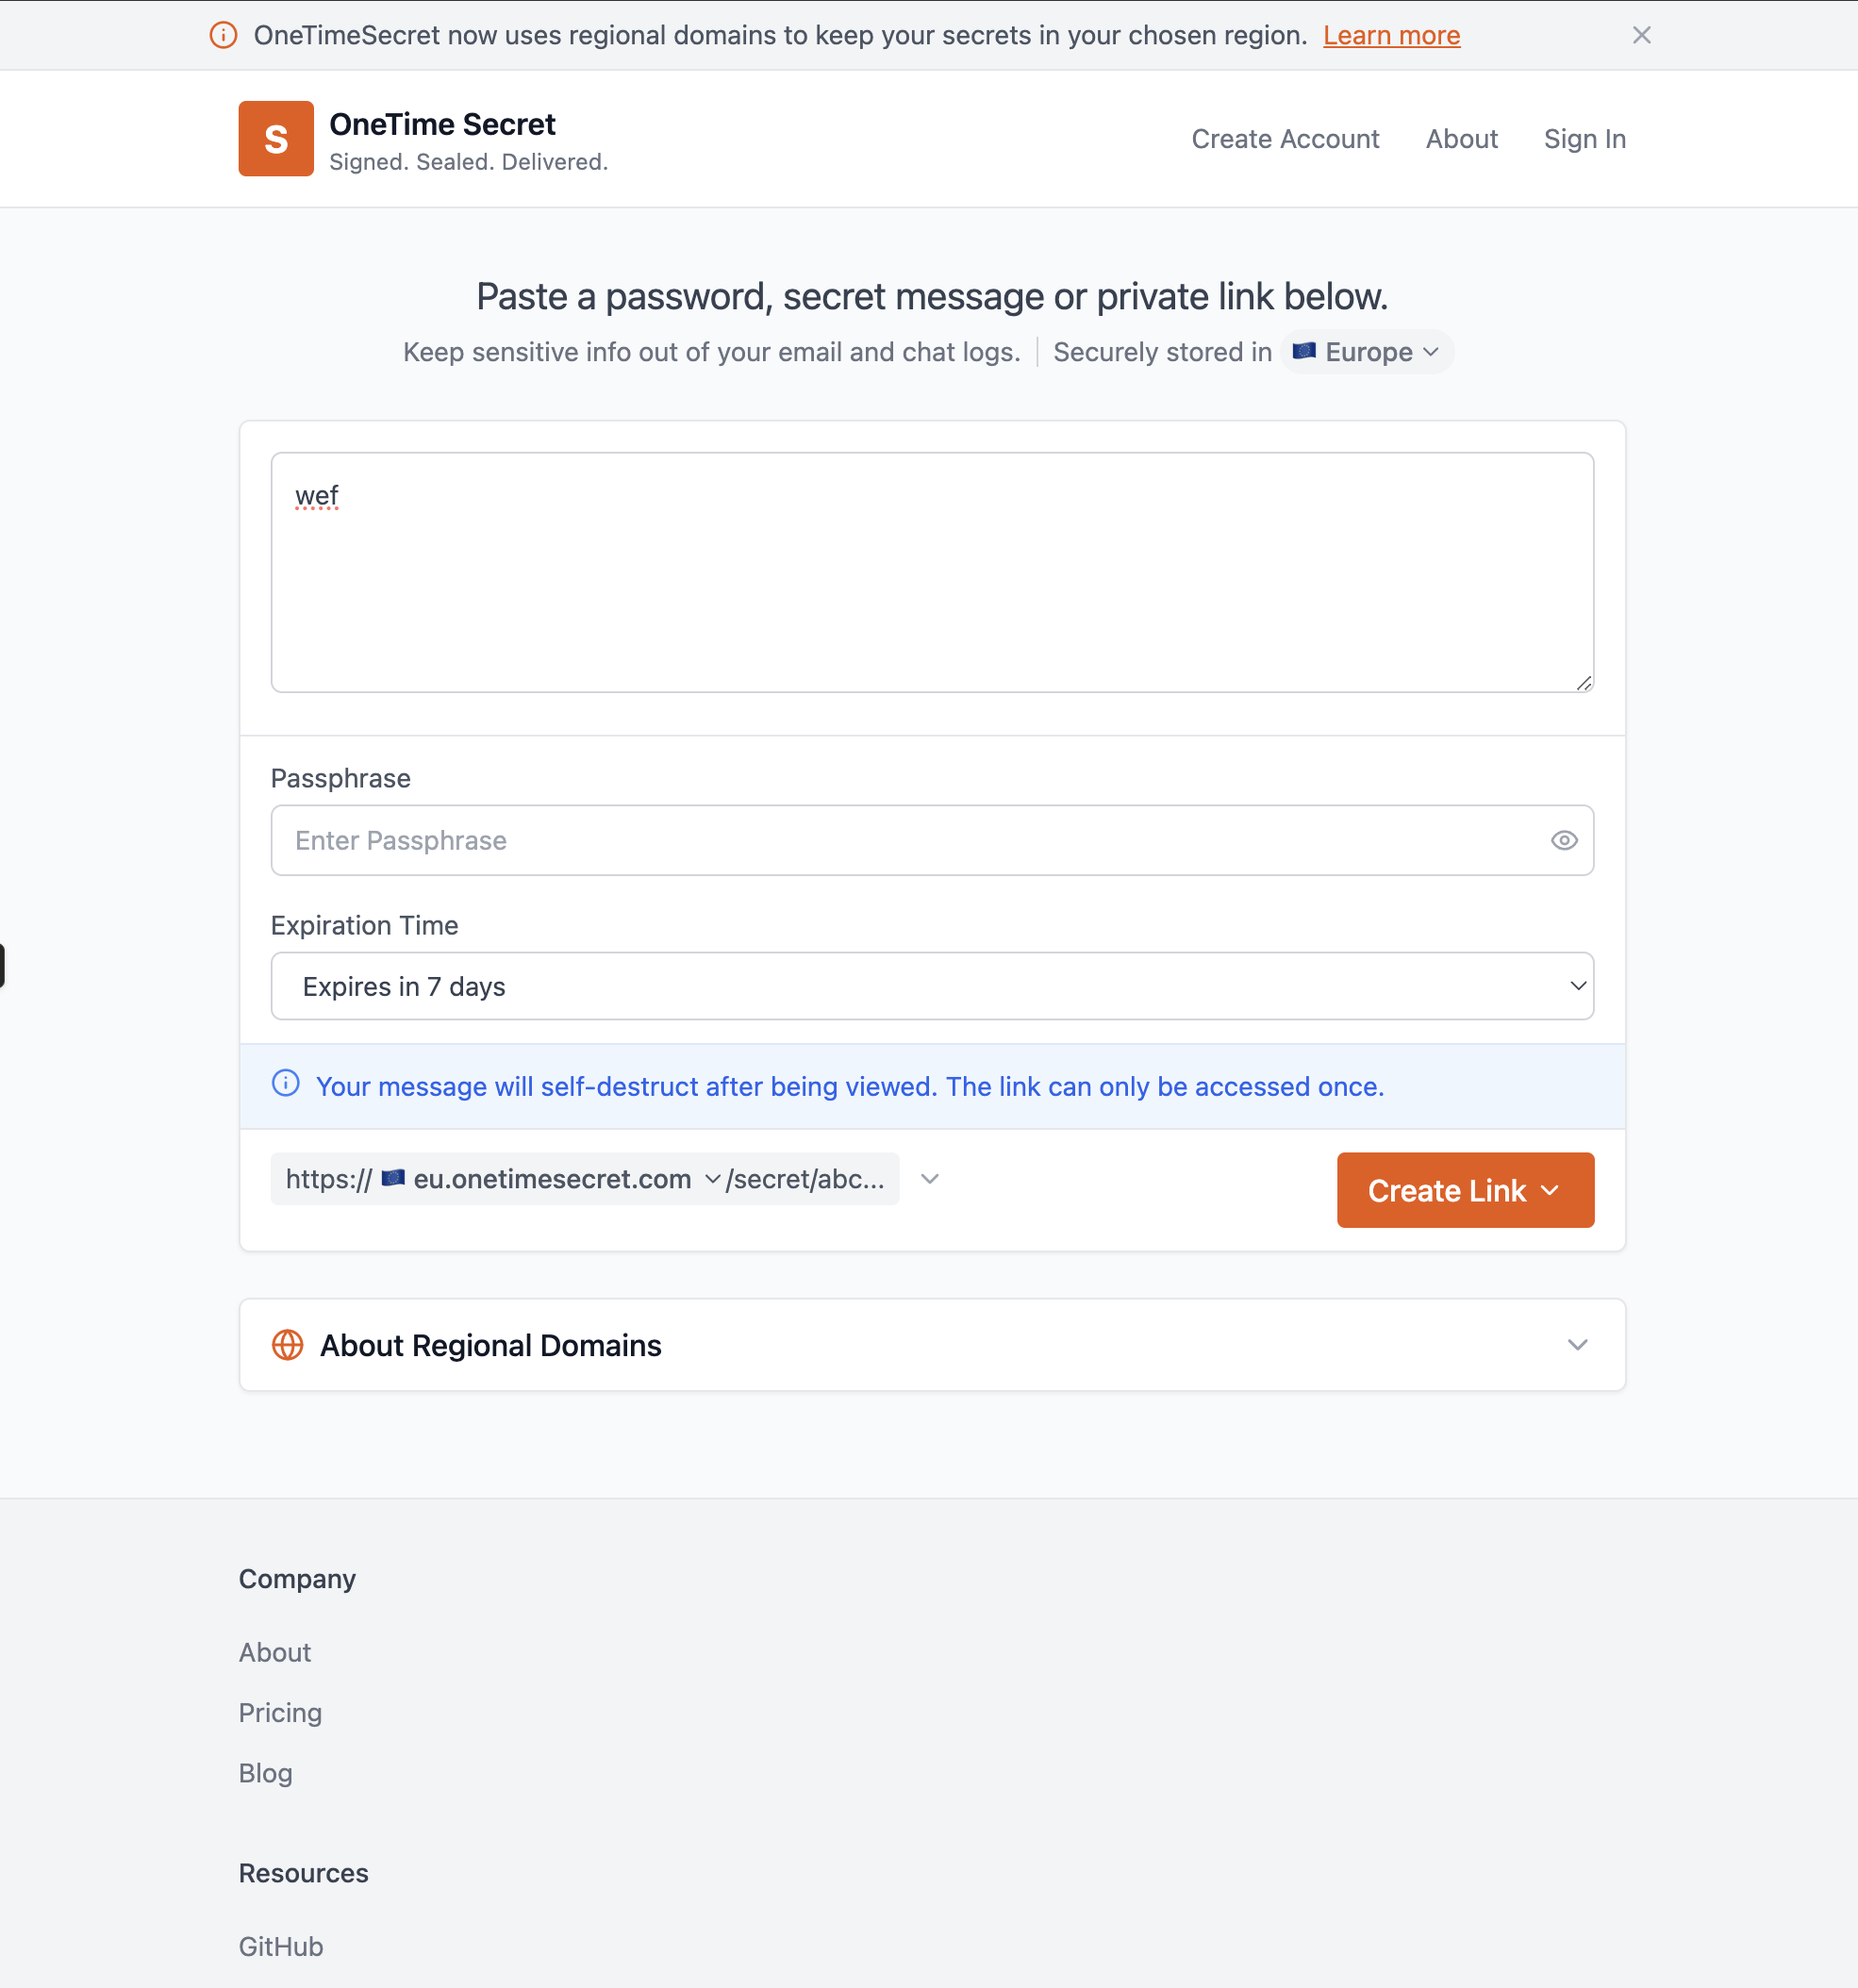 OneTimeSecret now uses regional domains to keep your secrets in your chosen region. Learn more
S
OneTime Secret
Signed. Sealed. Delivered.
Create Account About Sign In
Paste a password, secret message or private link below.
Keep sensitive info out of your email and chat logs. Securely stored in Europe
wef
Passphrase
Enter Passphrase
Expiration Time
Expires in 7 days
Your message will self-destruct after being viewed. The link can only be accessed once.
https:// eu.onetimesecret.com /secret/abc...
Create Link
About Regional Domains
Company
About
Pricing
Blog
Resources
GitHub